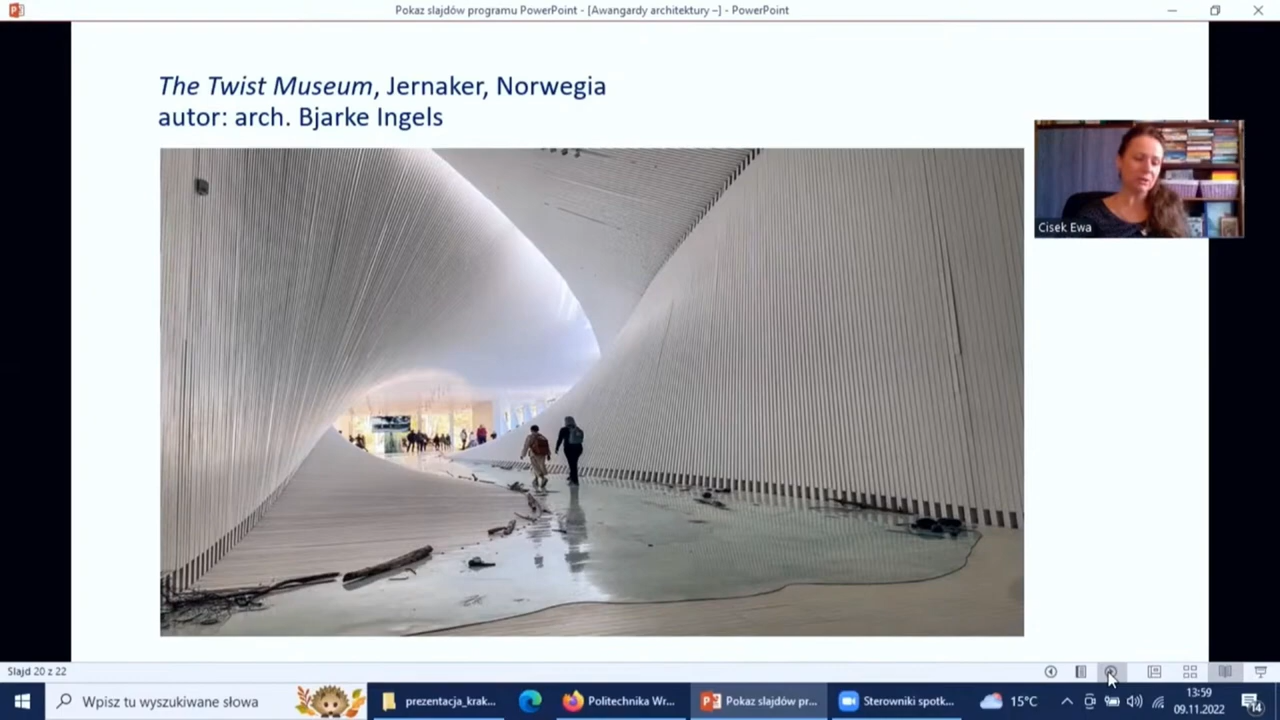 Pokaz slajdów programu PowerPoint - [Awangardy architektury –] - PowerPoint
The Twist Museum, Jernaker, Norwegia
autor: arch. Bjarke Ingels
Cisek Ewa
Slajd 20 z 22
Wpisz tu wyszukiwane słowa
prezentacja_krak...
Politechnika Wr...
Pokaz slajdów pr...
Sterowniki spotk...
15°C
13:59
09.11.2022
14